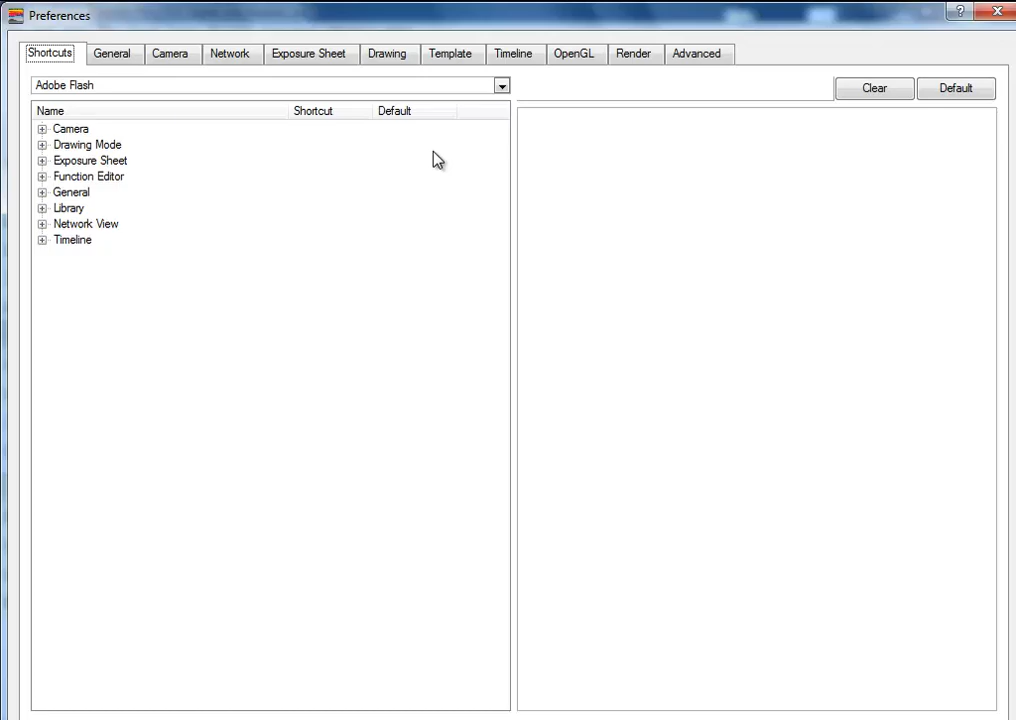 Preferences
?
Shortcuts General Camera Network Exposure Sheet Drawing Template Timeline OpenGL Render Advanced
Adobe Flash
Clear Default
Name Shortcut Default
Camera
Drawing Mode
Exposure Sheet
Function Editor
General
Library
Network View
Timeline